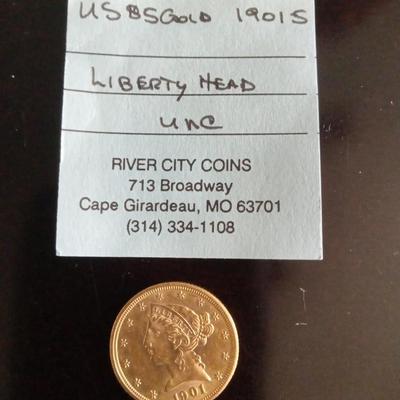 US $5 GOLD 1901S
LIBERTY HEAD
UNC
RIVER CITY COINS
713 Broadway
Cape Girardeau, MO 63701
(314) 334-1108
LIBERTY
1901